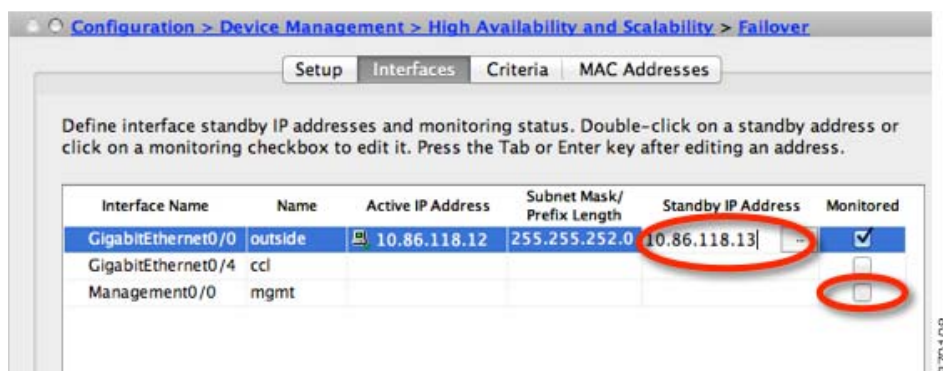 Configuration > Device Management > High Availability and Scalability > Failover
Setup Interfaces Criteria MAC Addresses
Define interface standby IP addresses and monitoring status. Double-click on a standby address or
click on a monitoring checkbox to edit it. Press the Tab or Enter key after editing an address.
Interface Name Name Active IP Address Subnet Mask/ Prefix Length Standby IP Address Monitored
GigabitEthernet0/0 outside 10.86.118.12 255.255.252.0 10.86.118.13 ...
GigabitEthernet0/4 ccl
Management0/0 mgmt